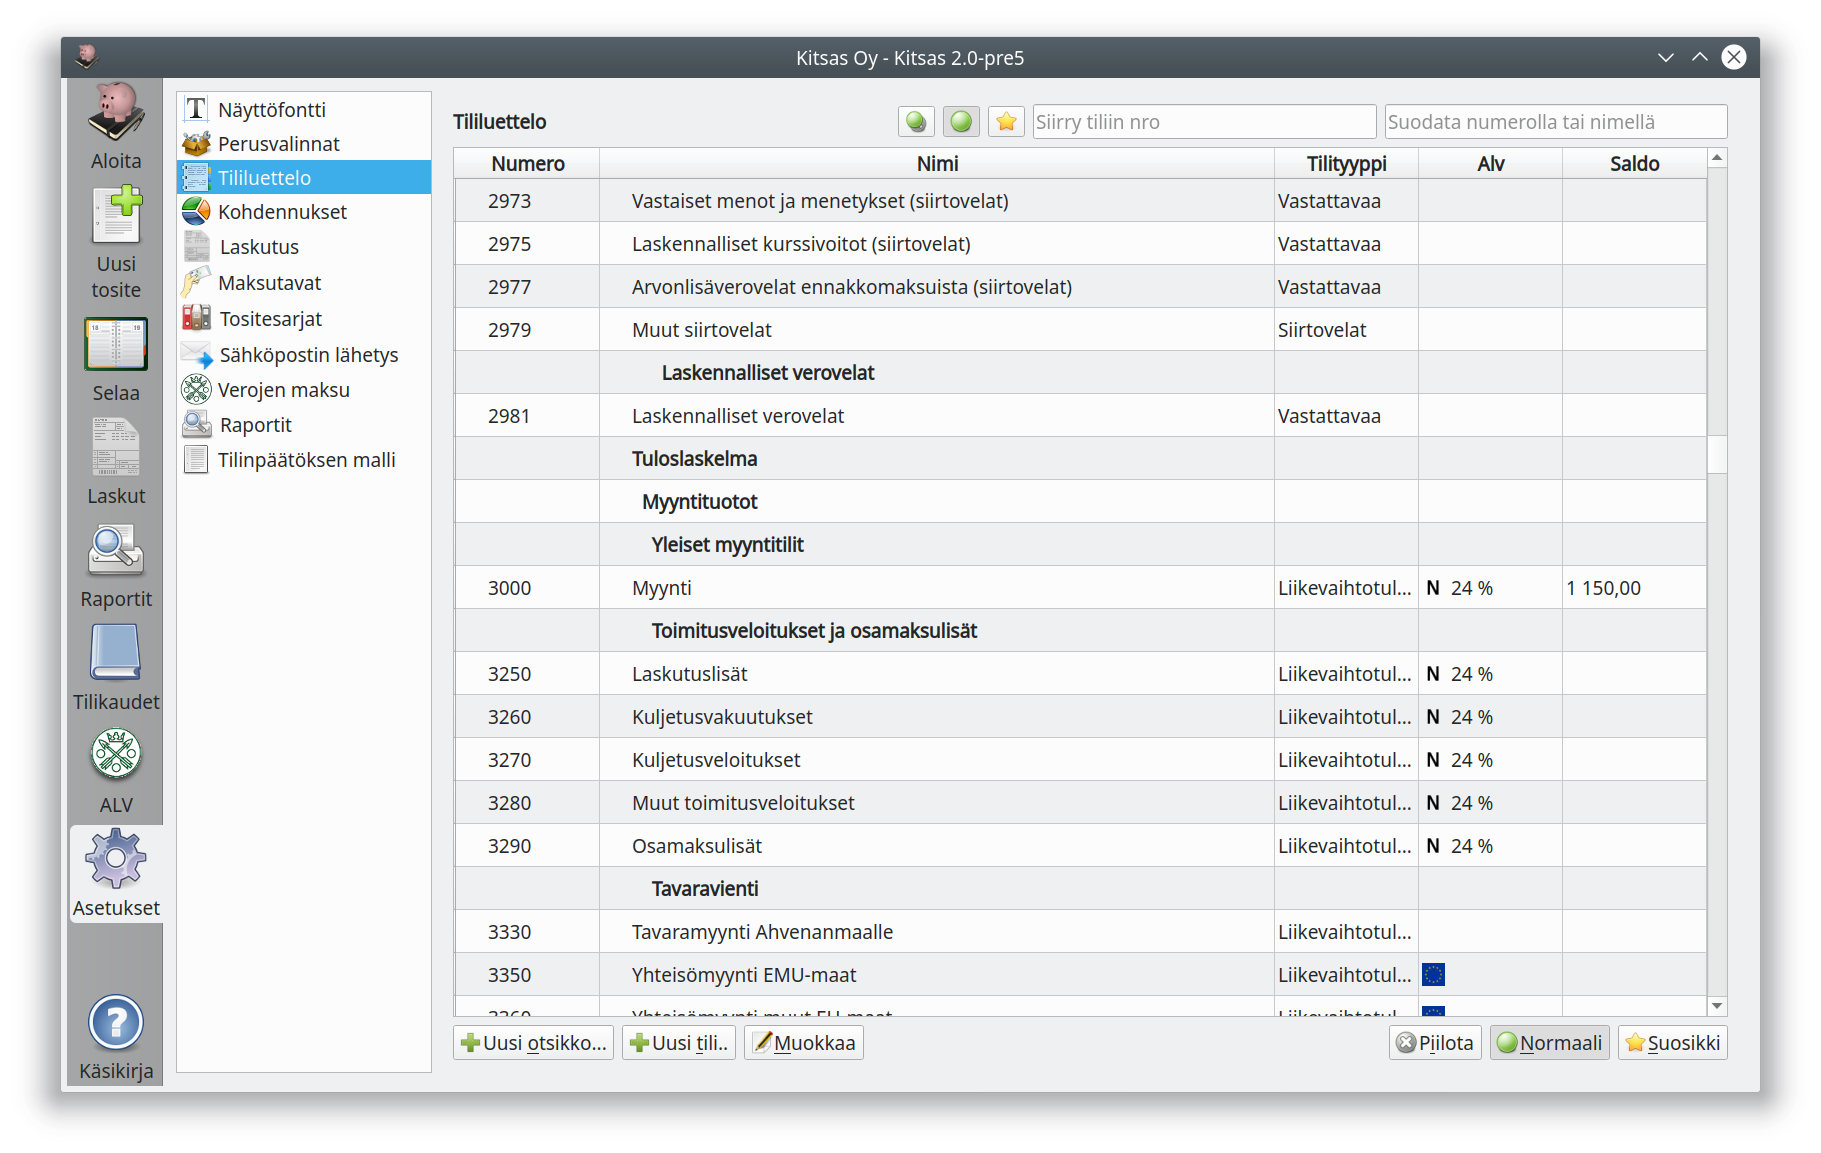 Kitsas Oy - Kitsas 2.0-pre5
Aloita
Uusi
tosite
Selaa
Laskut
Raportit
Tilikaudet
ALV
Asetukset
Käsikirja
Näyttöfontti
Perusvalinnat
Tililuettelo
Kohdennukset
Laskutus
Maksutavat
Tositesarjat
Sähköpostin lähetys
Verojen maksu
Raportit
Tilinpäätöksen malli
Tililuettelo Siirry tiliin nro Suodata numerolla tai nimellä
Numero Nimi Tilityyppi Alv Saldo
2973 Vastaiset menot ja menetykset (siirtovelat) Vastattavaa
2975 Laskennalliset kurssivoitot (siirtovelat) Vastattavaa
2977 Arvonlisäverovelat ennakkomaksuista (siirtovelat) Vastattavaa
2979 Muut siirtovelat Siirtovelat
Laskennalliset verovelat
2981 Laskennalliset verovelat Vastattavaa
Tuloslaskelma
Myyntituotot
Yleiset myyntitilit
3000 Myynti Liikevaihtotul... N 24 % 1 150,00
Toimitusveloitukset ja osamaksulisät
3250 Laskutuslisät Liikevaihtotul... N 24 %
3260 Kuljetusvakuutukset Liikevaihtotul... N 24 %
3270 Kuljetusveloitukset Liikevaihtotul... N 24 %
3280 Muut toimitusveloitukset Liikevaihtotul... N 24 %
3290 Osamaksulisät Liikevaihtotul... N 24 %
Tavaravienti
3330 Tavaramyynti Ahvenanmaalle Liikevaihtotul...
3350 Yhteisömyynti EMU-maat Liikevaihtotul...
3360 Yhteisömyynti muut EU-maat Liikevaihtotul...
Uusi otsikko... Uusi tili.. Muokkaa Piilota Normaali Suosikki